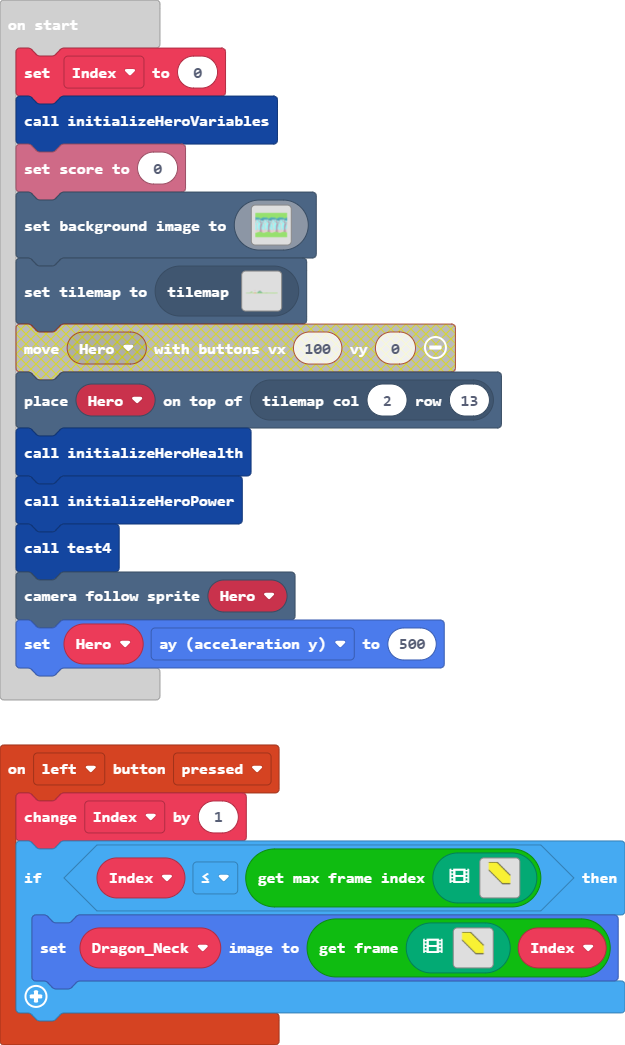 on start
set Index to 0
call initializeHeroVariables
set score to 0
set background image to
set tilemap to tilemap
move Hero with buttons vx 100 vy 0
place Hero on top of tilemap col 2 row 13
call initializeHeroHealth
call initializeHeroPower
call test4
camera follow sprite Hero
set Hero ay (acceleration y) to 500
on left button pressed
change Index by 1
if Index ≤ get max frame index then
set Dragon_Neck image to get frame Index